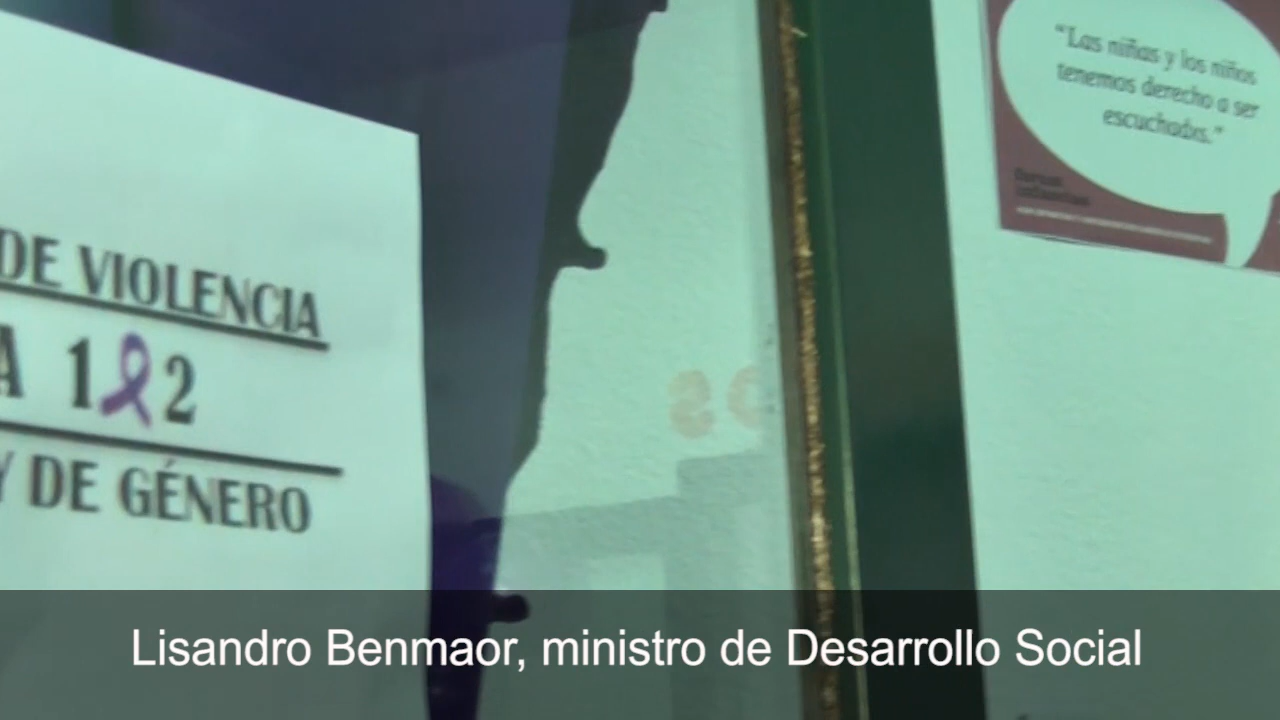 DE VIOLENCIA
A 1 2
Y DE GÉNERO
“Las niñas y los niños
tenemos derecho a ser
escuchadxs.”
Lisandro Benmaor, ministro de Desarrollo Social